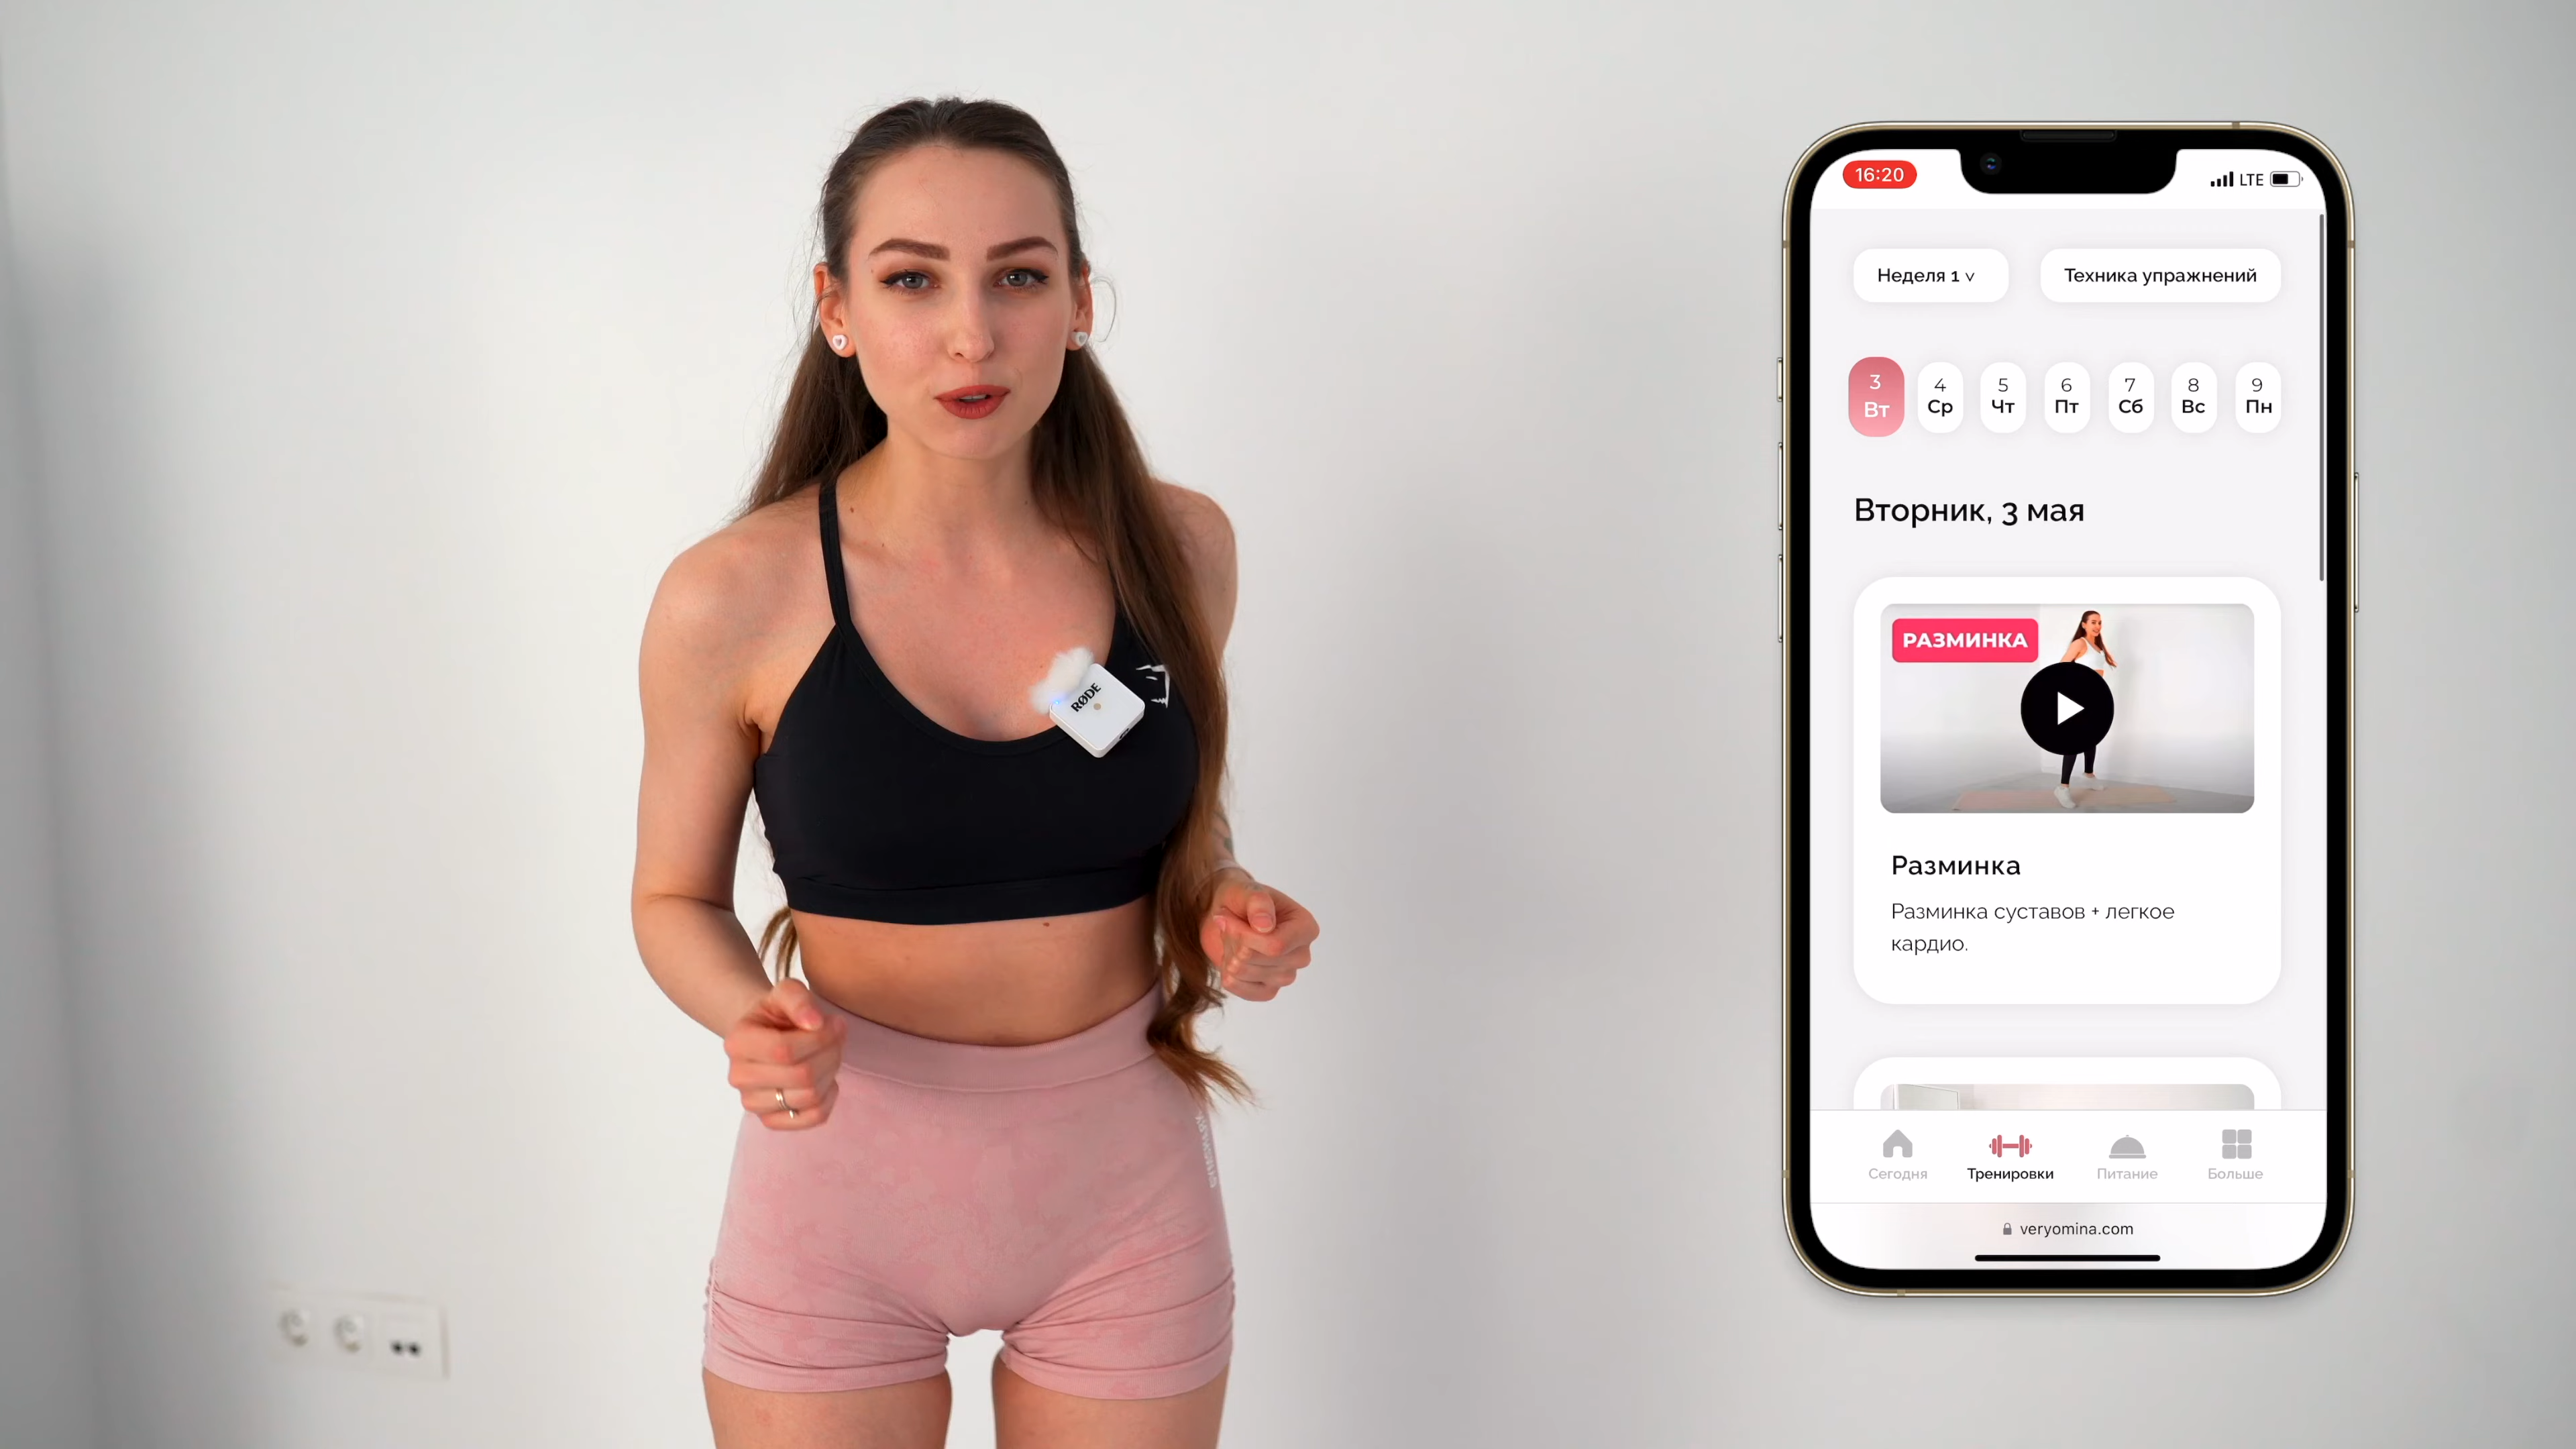 RØDE
GYMSHARK
16:20
LTE
Неделя 1 ˅
Техника упражнений
3 4 5 6 7 8 9
Вт Ср Чт Пт Сб Вс Пн
Вторник, 3 мая
РАЗМИНКА
Разминка
Разминка суставов + легкое
кардио.
Сегодня Тренировки Питание Больше
veryomina.com